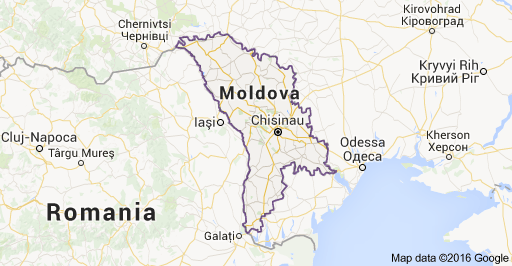 Chernivtsi
Чернівці
Kirovohrad
Кіровоград
Moldova
Kryvyi Rih
Кривий Ріг
Iaşi
Chisinau
Cluj-Napoca
Târgu Mureş
Odessa
Одеса
Kherson
Херсон
Romania
Galaţi
Map data ©2016 Google